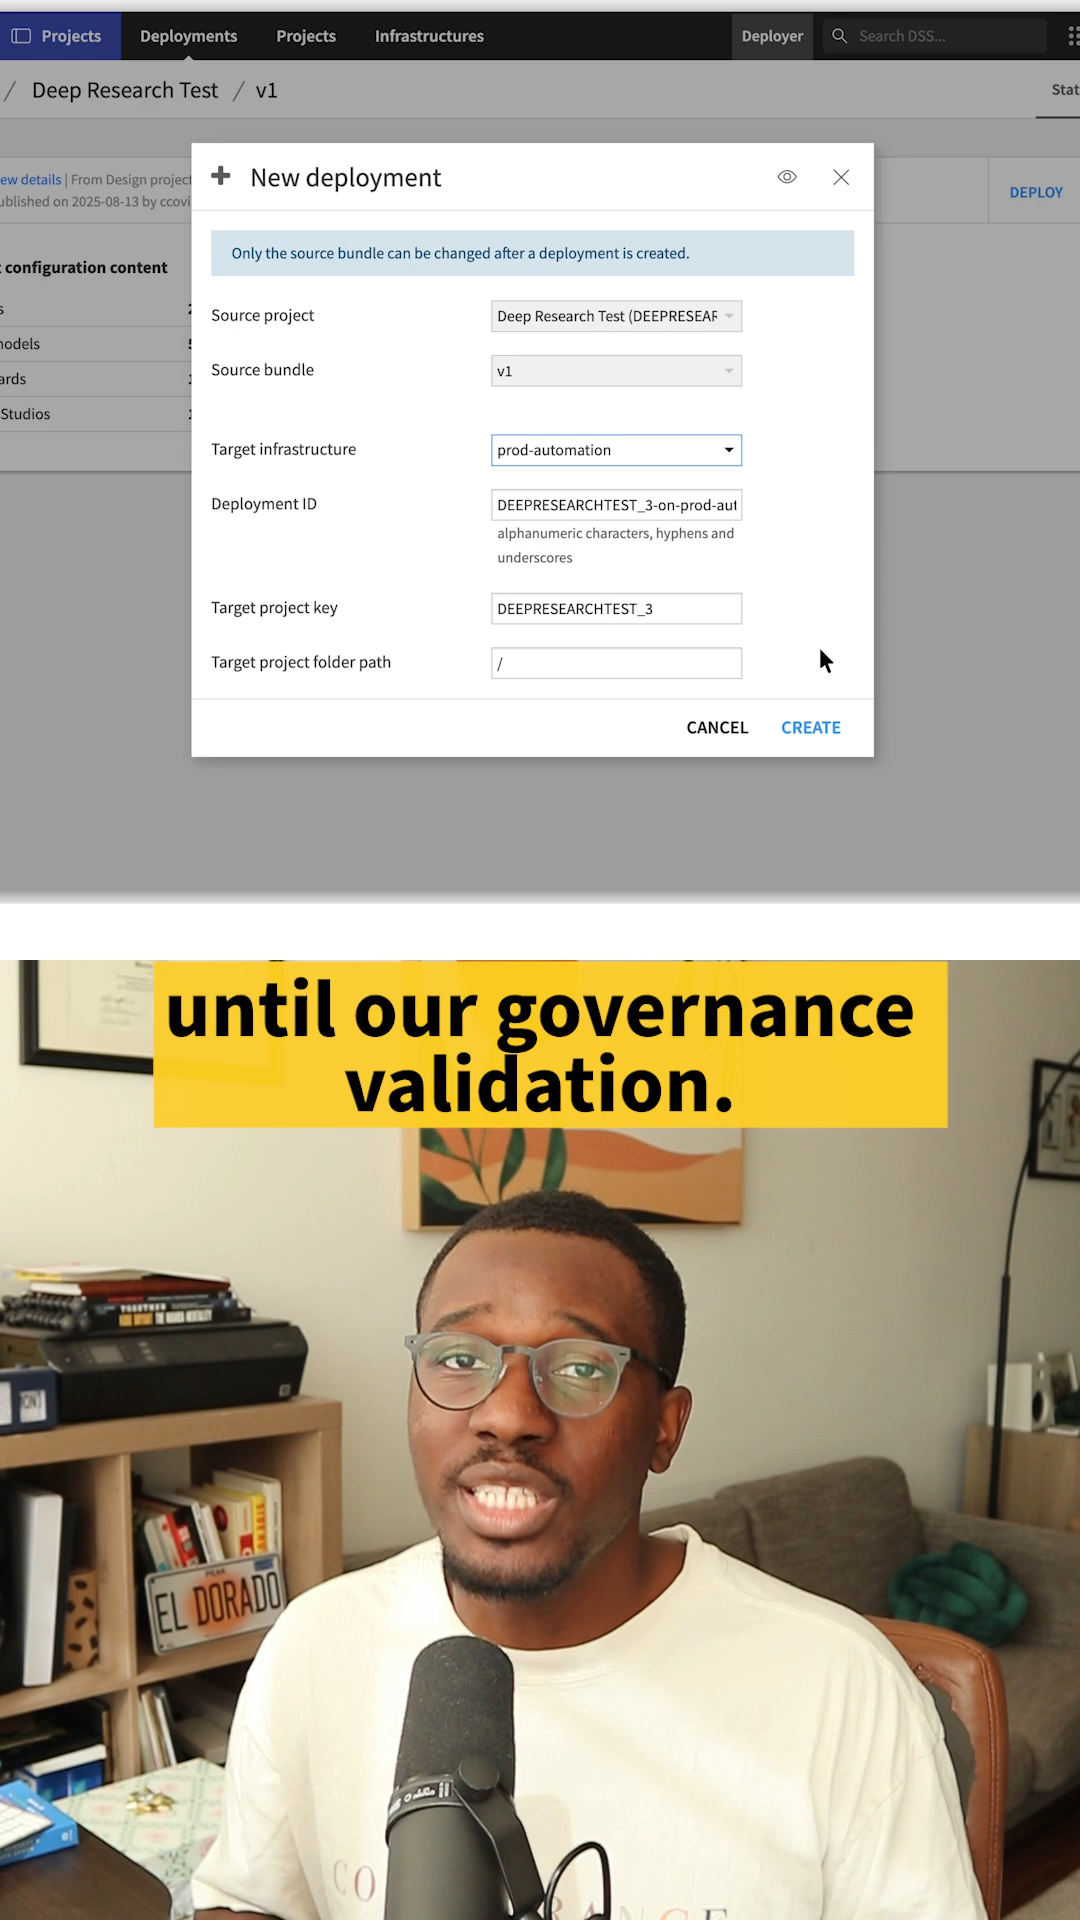 Projects
Deployments
Projects
Infrastructures
Deployer
Search DSS...
/ Deep Research Test / v1
Stat
ew details | From Design project
ublished on 2025-08-13 by ccovi
DEPLOY
New deployment
Only the source bundle can be changed after a deployment is created.
configuration content
s
odels
ards
Studios
Source project
Deep Research Test (DEEPRESEAR
Source bundle
v1
Target infrastructure
prod-automation
Deployment ID
DEEPRESEARCHTEST_3-on-prod-aut
alphanumeric characters, hyphens and
underscores
Target project key
DEEPRESEARCHTEST_3
Target project folder path
/
CANCEL
CREATE
until our governance
validation.
TOGETHER
EL DORADO